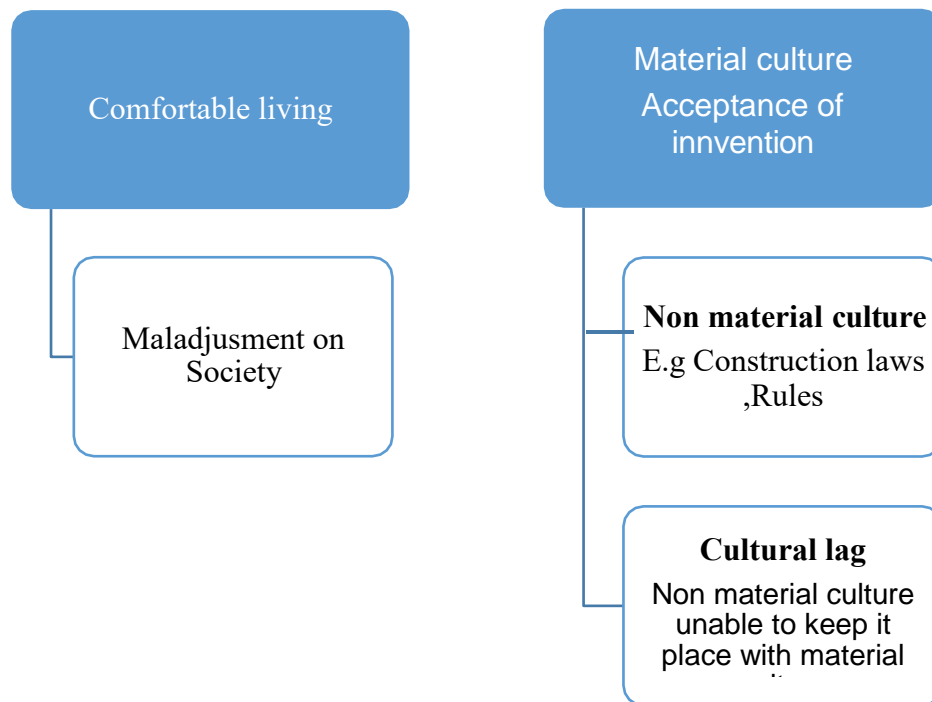 Comfortable living
Maladjusment on
Society
Material culture
Acceptance of
innvention
Non material culture
E.g Construction laws
,Rules
Cultural lag
Non material culture
unable to keep it
place with material